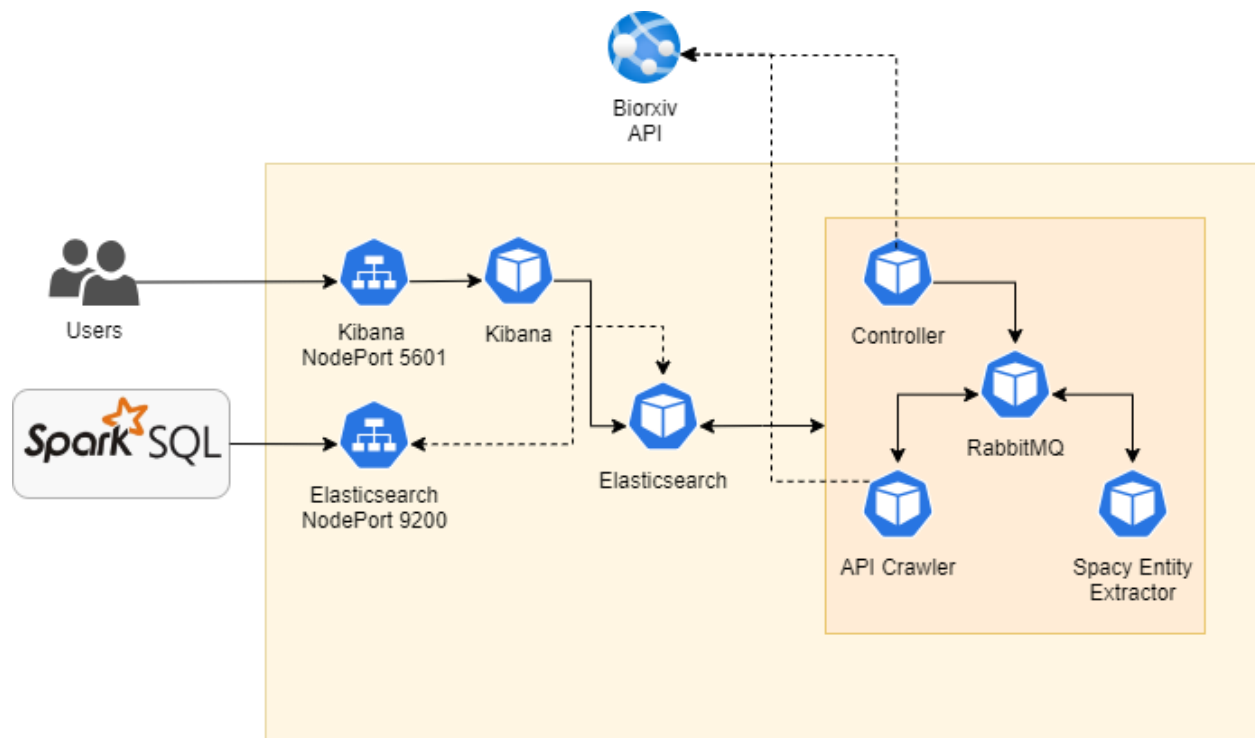 Biorxiv
API
Users
Kibana
NodePort 5601
Kibana
Controller
Spark SQL
RabbitMQ
Elasticsearch
Elasticsearch
NodePort 9200
API Crawler
Spacy Entity
Extractor